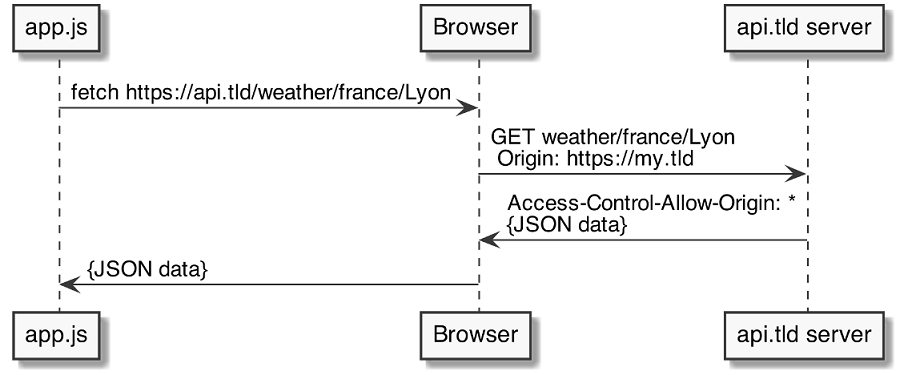 app.js
Browser
api.tld server
fetch https://api.tld/weather/france/Lyon
GET weather/france/Lyon
Origin: https://my.tld
Access-Control-Allow-Origin: *
{JSON data}
{JSON data}
app.js
Browser
api.tld server